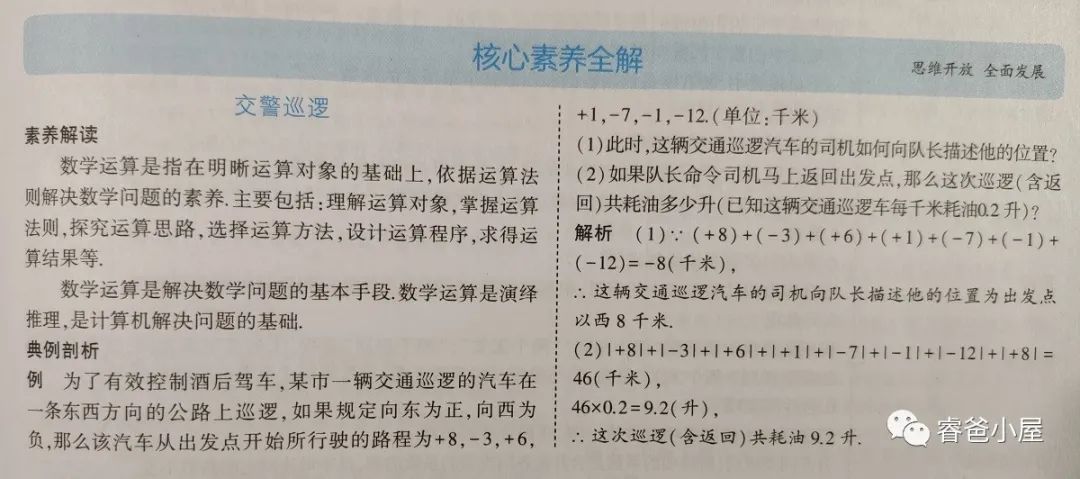 核心素养全解
思维开放 全面发展
交警巡逻
素养解读
数学运算是指在明晰运算对象的基础上,依据运算法
则解决数学问题的素养.主要包括:理解运算对象,掌握运算
法则,探究运算思路,选择运算方法,设计运算程序,求得运
算结果等.
数学运算是解决数学问题的基本手段.数学运算是演绎
推理,是计算机解决问题的基础.
典例剖析
例 为了有效控制酒后驾车,某市一辆交通巡逻的汽车在
一条东西方向的公路上巡逻,如果规定向东为正,向西为
负,那么该汽车从出发点开始所行驶的路程为+8,-3,+6,
+1,-7,-1,-12.(单位:千米)
(1)此时,这辆交通巡逻汽车的司机如何向队长描述他的位置?
(2)如果队长命令司机马上返回出发点,那么这次巡逻(含返
回)共耗油多少升(已知这辆交通巡逻车每千米耗油0.2升)?
解析 (1)∵(+8)+(-3)+(+6)+(+1)+(-7)+(-1)+
(-12)=-8(千米),
∴这辆交通巡逻汽车的司机向队长描述他的位置为出发点
以西8千米.
(2)|+8|+|-3|+|+6|+|+1|+|-7|+|-1|+|-12|+|+8|=
46(千米),
46×0.2=9.2(升),
∴这次巡逻(含返回)共耗油9.2升.
睿爸小屋